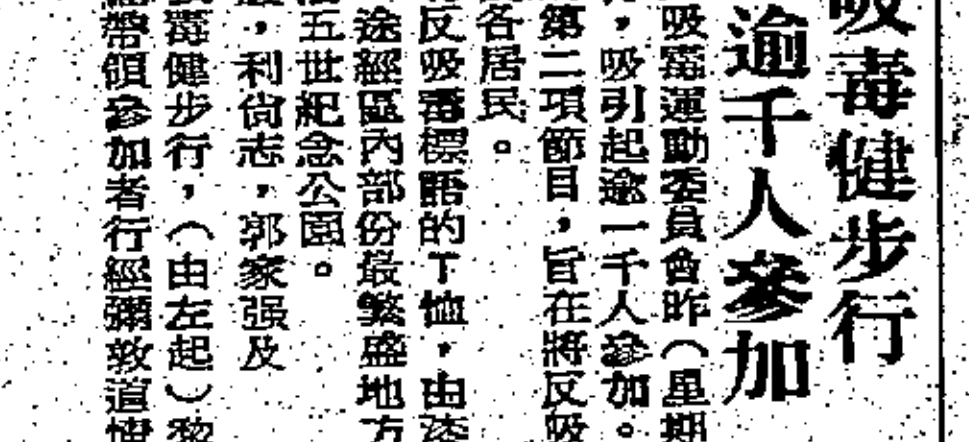 吸毒健步行
逾千人參加
吸毒運動委員會昨(星期
，吸引起逾一千人參加。
第二項節目，旨在將反吸
各居民。
反吸毒標語的T恤，由漆
途經區內部份最繁盛地方
五世紀念公園。
，利尚志，郭家强及
毒健步行，(由左起)黎
帶領參加者行經彌敦道時